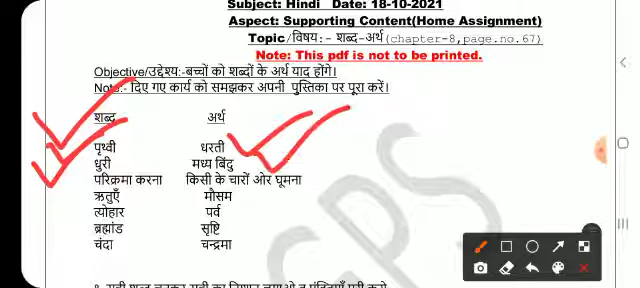 Subject: Hindi Date: 18-10-2021
Aspect: Supporting Content(Home Assignment)
Topic/विषय:- शब्द-अर्थ(chapter-8,page.no.67)
Note: This pdf is not to be printed.
Objective/उद्देश्य:-बच्चों को शब्दों के अर्थ याद होंगे।
Note:- दिए गए कार्य को समझकर अपनी पुस्तिका पर पूरा करें।
शब्द अर्थ
पृथ्वी धरती
धुरी मध्य बिंदु
परिक्रमा करना किसी के चारों ओर घूमना
ऋतुएँ मौसम
त्योहार पर्व
ब्रह्मांड सृष्टि
चंदा चन्द्रमा
GPS